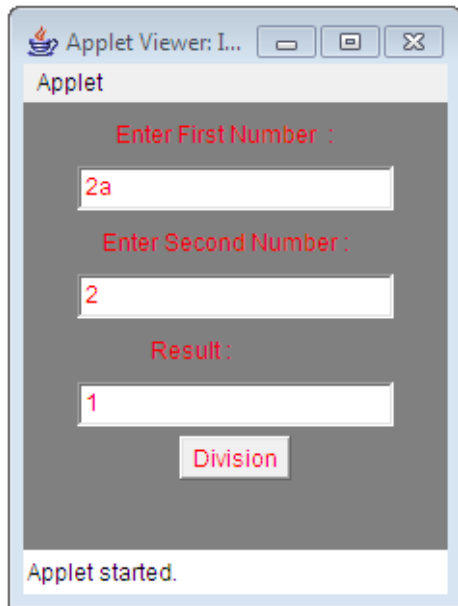 Applet Viewer: I...
Applet
Enter First Number :
2a
Enter Second Number :
2
Result :
1
Division
Applet started.